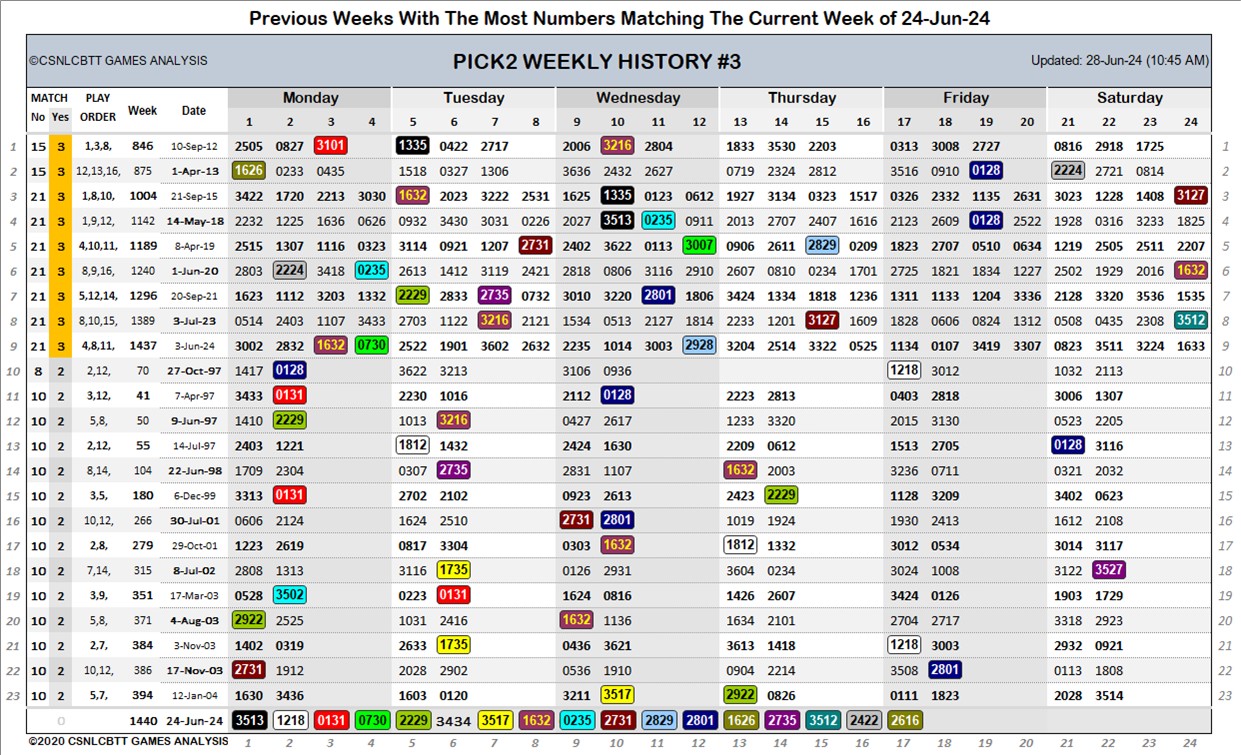 Previous Weeks With The Most Numbers Matching The Current Week of 24-Jun-24
©CSNLCBTT GAMES ANALYSIS PICK2 WEEKLY HISTORY #3 Updated: 28-Jun-24 (10:45 AM)
MATCH PLAY Week Date Monday Tuesday Wednesday Thursday Friday Saturday
No Yes ORDER 1 2 3 4 5 6 7 8 9 10 11 12 13 14 15 16 17 18 19 20 21 22 23 24
1 15 3 1,3,8, 846 10-Sep-12 2505 0827 3101 1335 0422 2717 2006 3216 2804 1833 3530 2203 0313 3008 2727 0816 2918 1725 1
2 15 3 12,13,16, 875 1-Apr-13 1626 0233 0435 1518 0327 1306 3636 2432 2627 0719 2324 2812 3516 0910 0128 2224 2721 0814 2
3 21 3 1,8,10, 1004 21-Sep-15 3422 1720 2213 3030 1632 2023 3222 2531 1625 1335 0123 0612 1927 3134 0323 1517 0326 2332 1135 2631 3023 1228 1408 3127 3
4 21 3 1,9,12, 1142 14-May-18 2232 1225 1636 0626 0932 3430 3331 0226 2027 3513 0235 0911 2013 2707 2407 1416 2123 2609 0128 2522 1928 0316 3233 1825 4
5 21 3 4,10,11, 1189 8-Apr-19 2515 1307 1116 0323 3114 0921 1207 2731 2402 3622 0113 3007 0906 2611 2829 0209 1823 2707 0510 0634 1219 2505 2511 2207 5
6 21 3 8,9,16, 1240 1-Jun-20 2803 2224 3418 0235 2613 1412 3119 2421 2818 0806 3116 2910 2607 0810 0234 1701 2725 1821 1834 1227 2502 1929 2016 1632 6
7 21 3 5,12,14, 1296 20-Sep-21 1623 1112 3203 1332 2229 2833 2735 0732 3010 3220 2801 1806 3424 1334 1818 1236 1311 1133 1204 3336 2128 3320 3536 1535 7
8 21 3 8,10,15, 1389 3-Jul-23 0514 2403 1107 3433 2703 1122 3216 2121 1534 0513 2127 1814 2233 1201 3127 1609 1828 0606 0824 1312 0508 0435 2308 3512 8
9 21 3 4,8,11, 1437 3-Jun-24 3002 2832 1632 0730 2522 1901 3602 2632 2235 1014 3003 2928 3204 3514 3322 0525 1134 0107 3419 3307 0823 3511 3224 1633 9
10 8 2 2,12, 70 27-Oct-97 1417 0128 3622 3213 3106 0936 1218 3012 1032 2113 10
11 10 2 3,12, 41 7-Apr-97 3433 0131 2230 1016 2112 0128 2223 2813 0403 2818 3006 1307 11
12 10 2 5,8, 50 9-Jun-97 1410 2229 1013 3216 0427 2617 1233 3320 2015 3130 0523 2205 12
13 10 2 2,12, 55 14-Jul-97 2403 1221 1812 1432 2424 1630 2209 0612 1513 2705 0128 3116 13
14 10 2 8,14, 104 22-Jun-98 1709 2304 0307 2735 2831 1107 1632 2003 3236 0711 0321 2032 14
15 10 2 3,5, 180 6-Dec-99 3313 0131 2702 2102 0923 2613 2423 2229 1128 3209 3402 0623 15
16 10 2 10,12, 266 30-Jul-01 0606 2124 1624 2510 2731 2801 1019 1924 1930 2413 1612 2108 16
17 10 2 2,8, 279 29-Oct-01 1223 2619 0817 3304 0303 1632 1812 1332 3012 0534 3014 3117 17
18 10 2 7,14, 315 8-Jul-02 2808 1313 3116 1735 0126 2931 3604 0234 3024 1008 3122 3527 18
19 10 2 3,9, 351 17-Mar-03 0528 3502 0223 0131 1624 0816 1426 2607 3424 0126 1903 1729 19
20 10 2 5,8, 371 4-Aug-03 2922 2525 1031 2416 1632 1136 1634 2101 2704 2717 3318 2923 20
21 10 2 2,7, 384 3-Nov-03 1402 0319 2633 1735 0436 3621 3613 1418 1218 3003 2932 0921 21
22 10 2 10,12, 386 17-Nov-03 2731 1912 2028 2902 0536 1910 0904 2214 3508 2801 0113 1808 22
23 10 2 5,7, 394 12-Jan-04 1630 3436 1603 0120 3211 3517 2922 0826 0111 1823 2028 3514 23
0 1440 24-Jun-24 3513 1218 0131 0730 2229 3434 3517 1632 0235 2731 2829 2801 1626 2735 3512 2422 2616
©2020 CSNLCBTT GAMES ANALYSIS 1 2 3 4 5 6 7 8 9 10 11 12 13 14 15 16 17 18 19 20 21 22 23 24